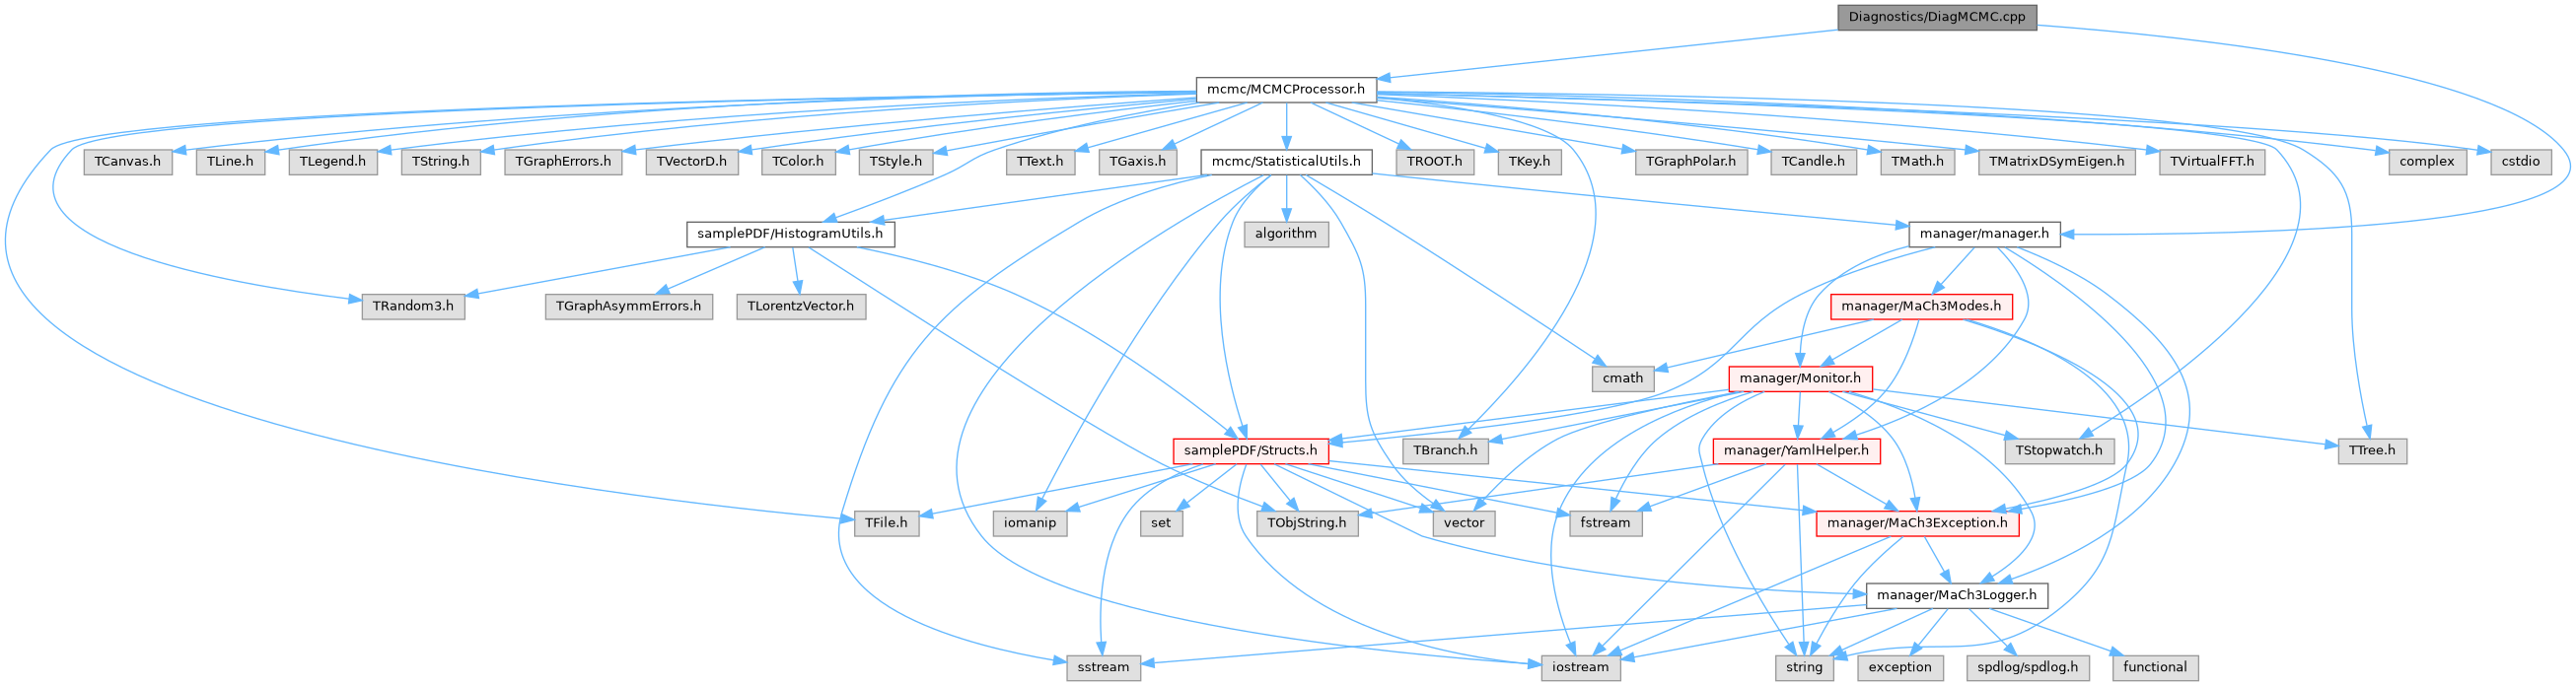 Diagnostics/DiagMCMC.cpp
mcmc/MCMCProcessor.h
TCanvas.h
TLine.h
TLegend.h
TString.h
TGraphErrors.h
TVectorD.h
TColor.h
TStyle.h
TText.h
TGaxis.h
mcmc/StatisticalUtils.h
TROOT.h
TKey.h
TGraphPolar.h
TCandle.h
TMath.h
TMatrixDSymEigen.h
TVirtualFFT.h
complex
cstdio
samplePDF/HistogramUtils.h
algorithm
manager/manager.h
TRandom3.h
TGraphAsymmErrors.h
TLorentzVector.h
manager/MaCh3Modes.h
cmath
manager/Monitor.h
samplePDF/Structs.h
TBranch.h
manager/YamlHelper.h
TStopwatch.h
TTree.h
TFile.h
iomanip
set
TObjString.h
vector
fstream
manager/MaCh3Exception.h
manager/MaCh3Logger.h
sstream
iostream
string
exception
spdlog/spdlog.h
functional